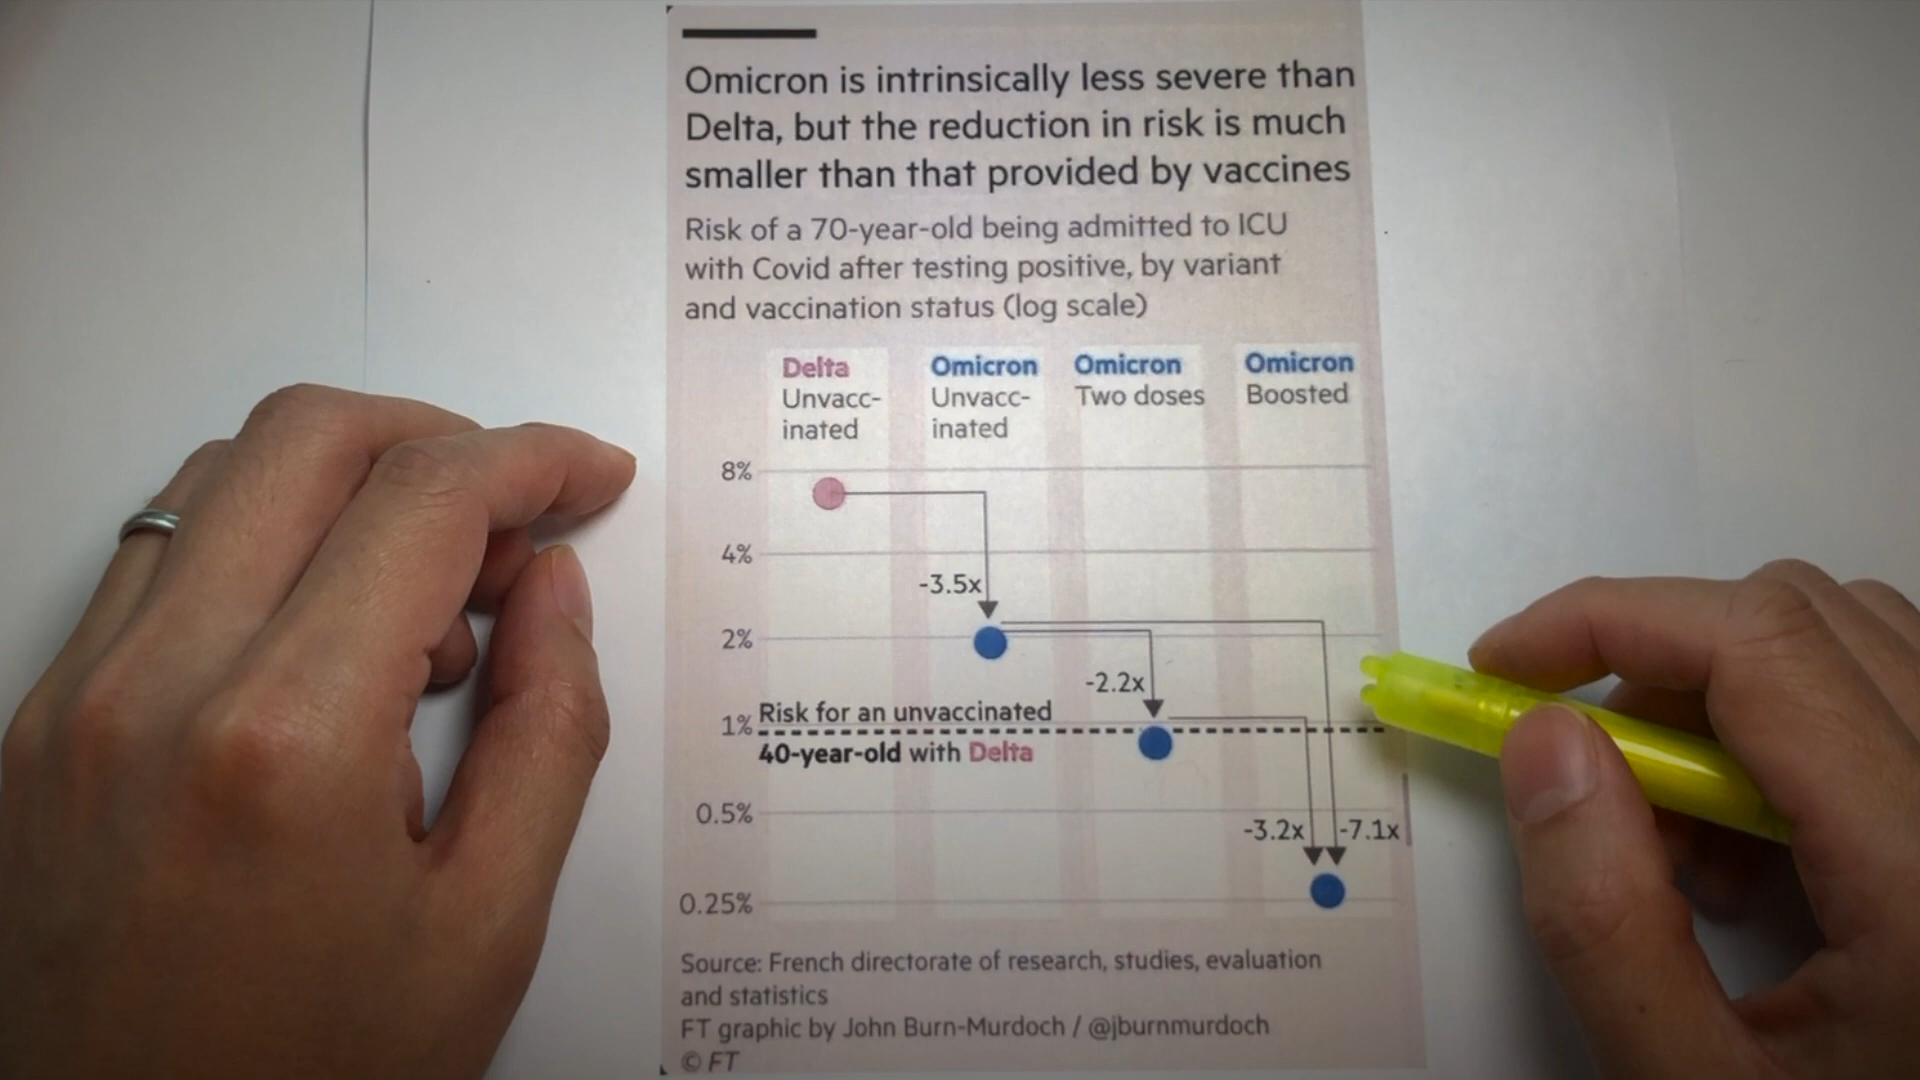 Omicron is intrinsically less severe than
Delta, but the reduction in risk is much
smaller than that provided by vaccines
Risk of a 70-year-old being admitted to ICU
with Covid after testing positive, by variant
and vaccination status (log scale)
Delta
Unvacc-
inated
Omicron
Unvacc-
inated
Omicron
Two doses
Omicron
Boosted
8%
4%
-3.5x
2%
-2.2x
Risk for an unvaccinated
1%
40-year-old with Delta
0.5%
-3.2x
-7.1x
0.25%
Source: French directorate of research, studies, evaluation
and statistics
FT graphic by John Burn-Murdoch / @jburnmurdoch
© FT